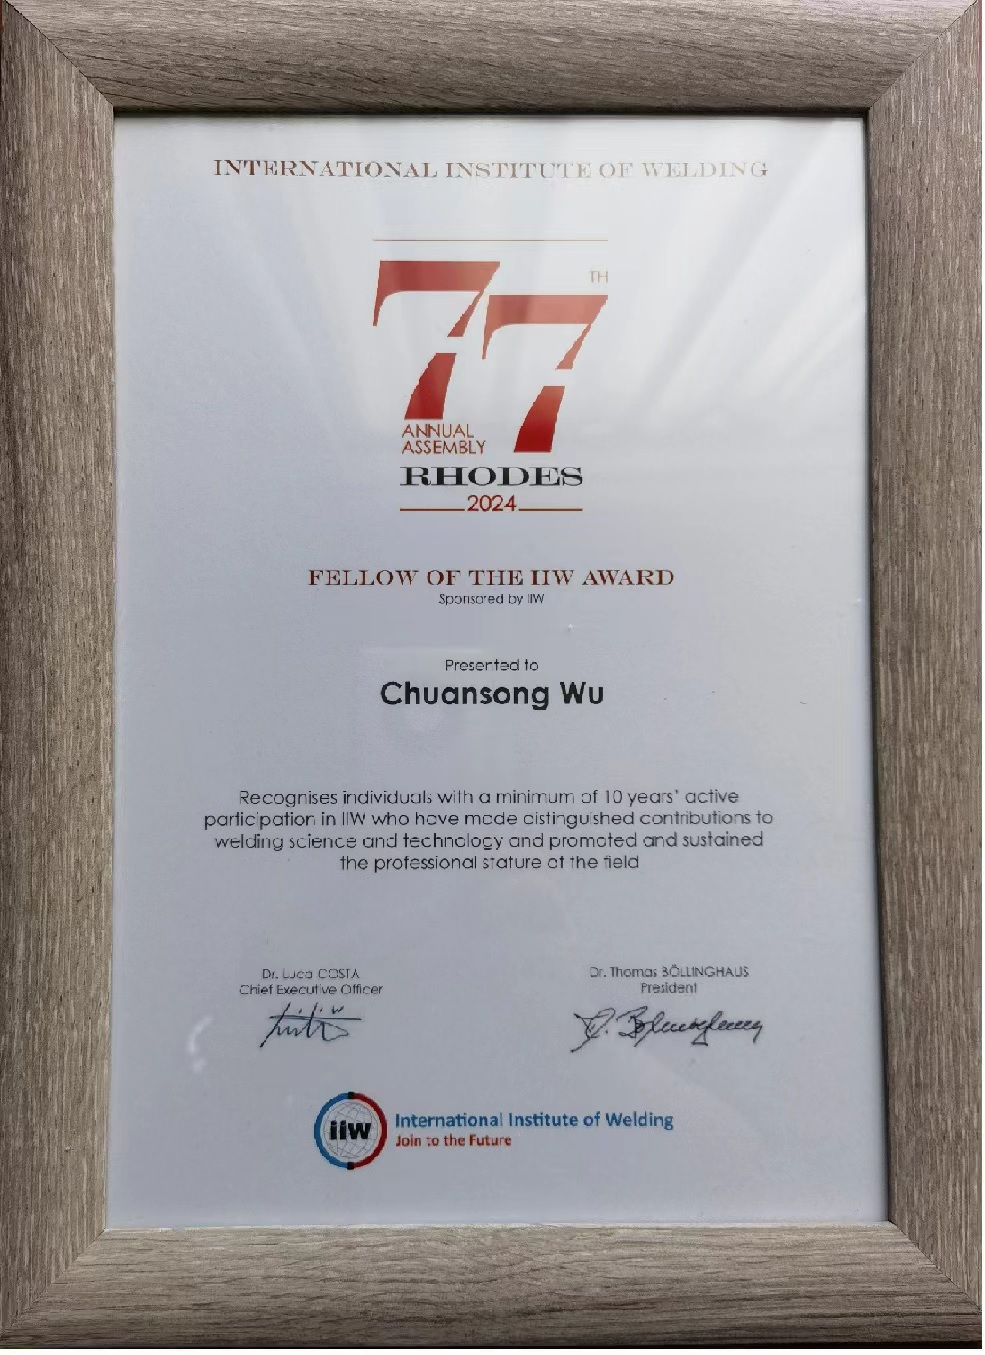 INTERNATIONAL INSTITUTE OF WELDING
77
TH
ANNUAL
ASSEMBLY
RHODES
2024
FELLOW OF THE IIW AWARD
Sponsored by IIW
Presented to
Chuansong Wu
Recognises individuals with a minimum of 10 years' active
participation in IIW who have made distinguished contributions to
welding science and technology and promoted and sustained
the professional stature of the field
Dr. Luca COSTA
Chief Executive Officer
Dr. Thomas BÖLLINGHAUS
President
iiw
International Institute of Welding
Join to the Future